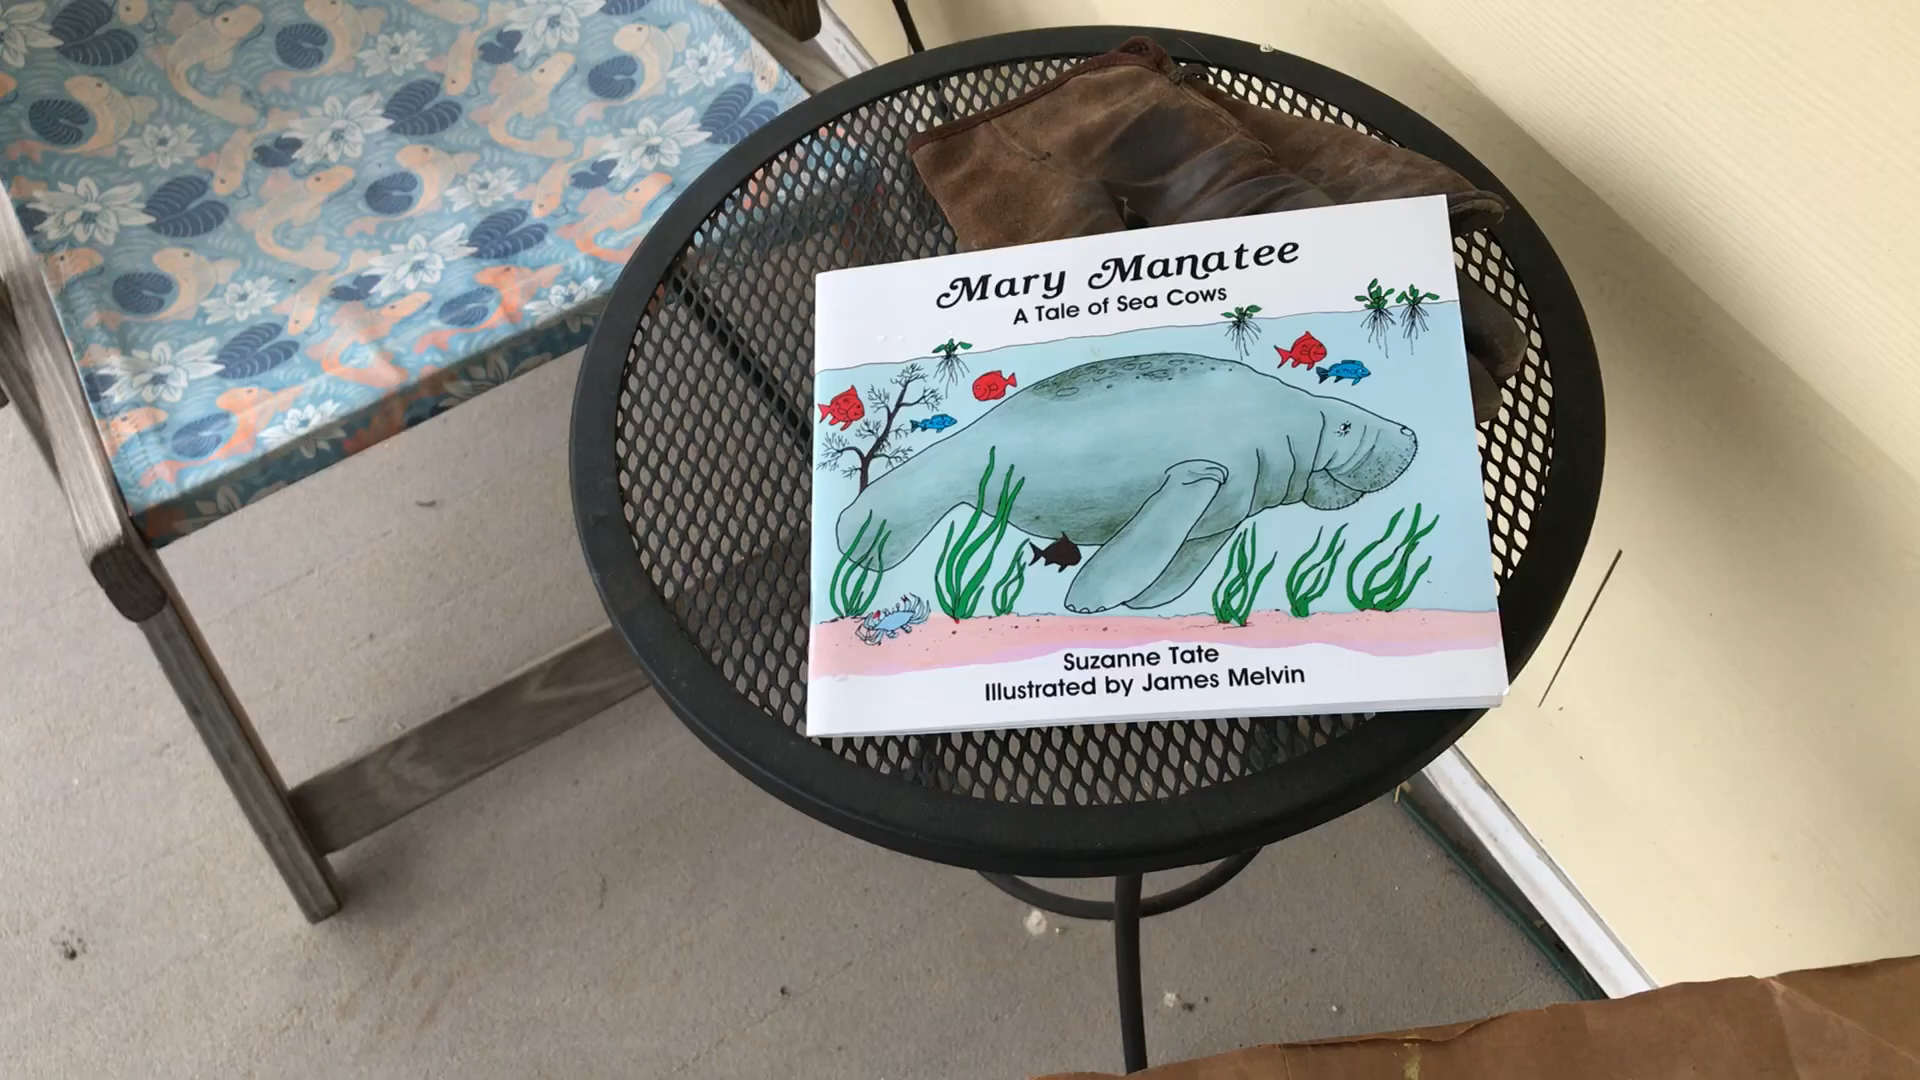 Mary Manatee
A Tale of Sea Cows
Suzanne Tate
Illustrated by James Melvin